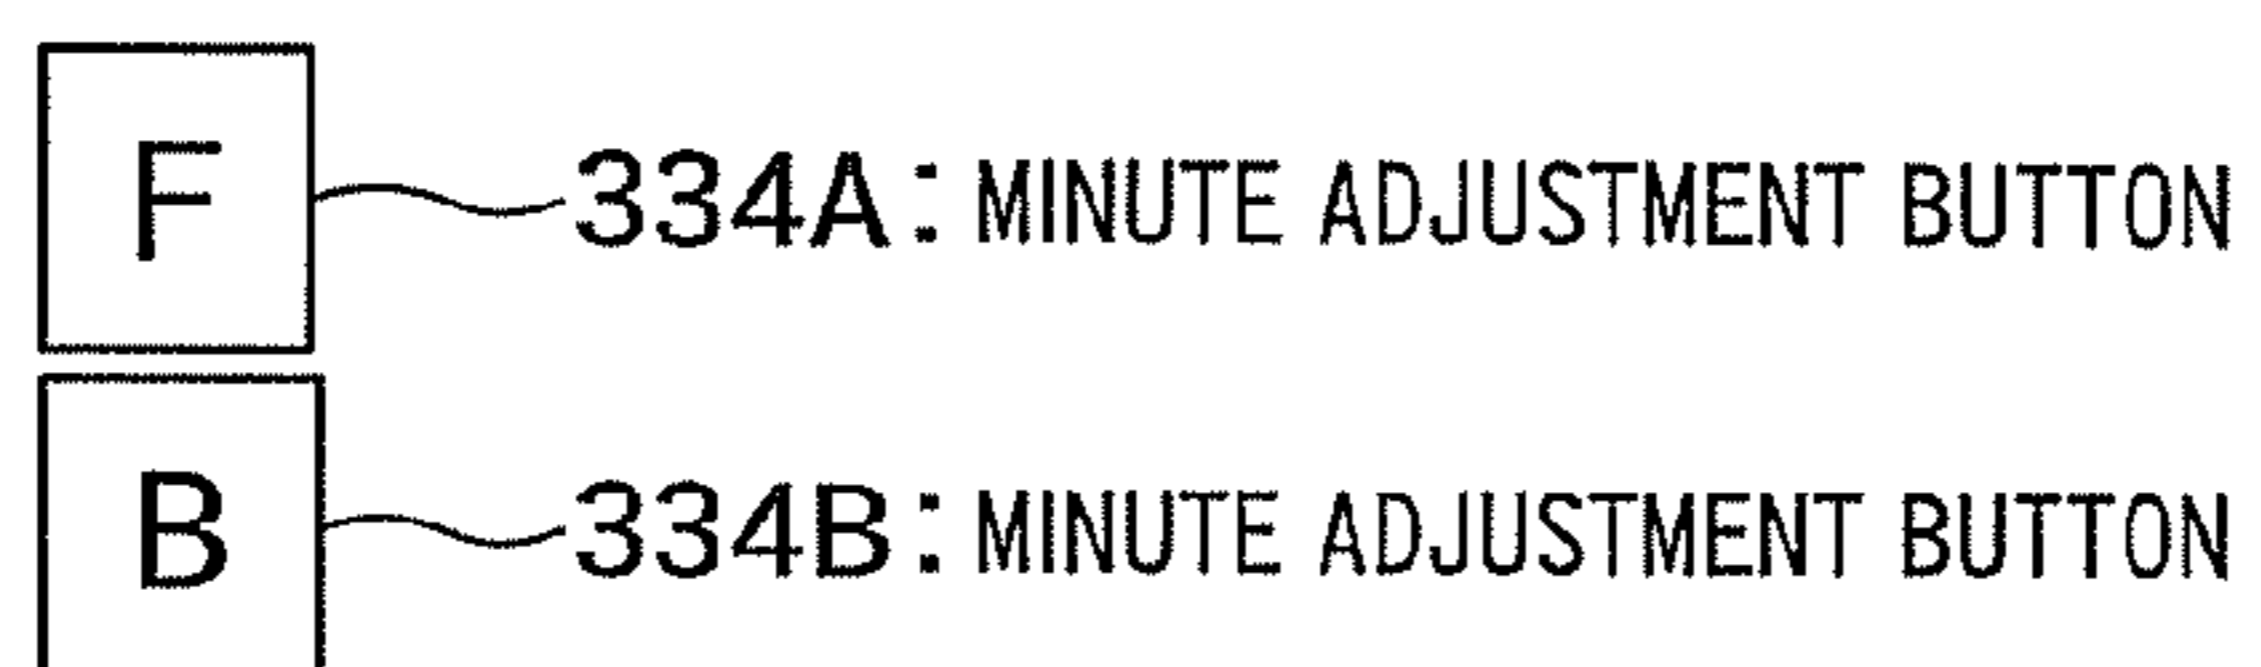 F 334A: MINUTE ADJUSTMENT BUTTON
B 334B: MINUTE ADJUSTMENT BUTTON